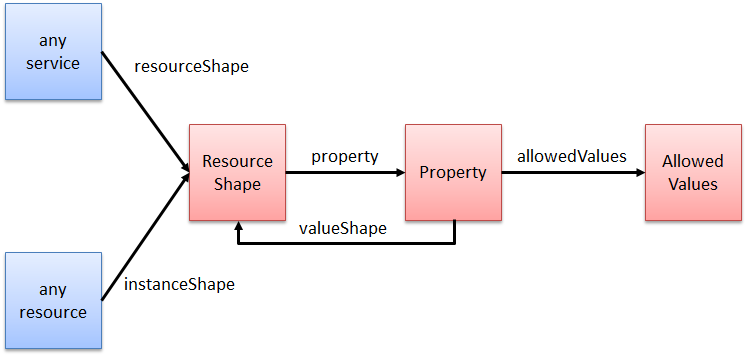 any
service
resourceShape
Resource
Shape
property
Property
allowedValues
Allowed
Values
valueShape
any
resource
instanceShape